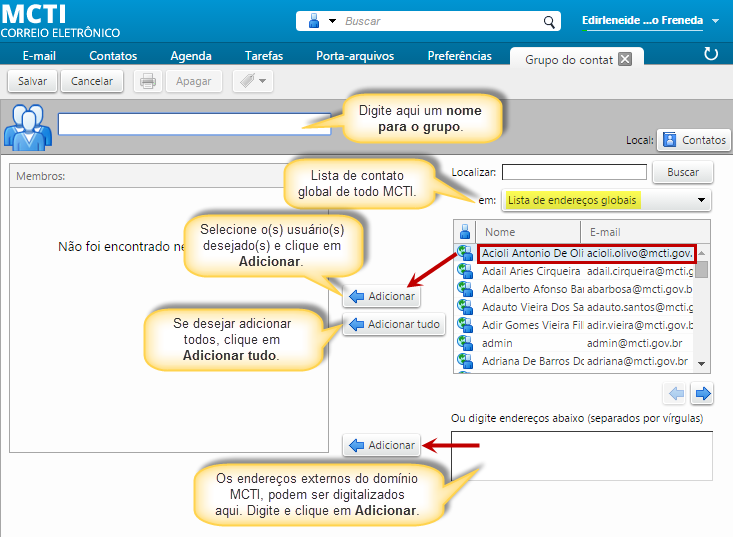 MCTI
CORREIO ELETRÔNICO
Buscar
Edirleneide ...o Freneda
E-mail Contatos Agenda Tarefas Porta-arquivos Preferências Grupo do contat
Salvar Cancelar Apagar
Digite aqui um nome
para o grupo.
Local: Contatos
Membros:
Não foi encontrado
Lista de contato
global de todo MCTI.
Localizar: Buscar
em: Lista de endereços globais
Selecione o(s) usuário(s)
desejado(s) e clique em
Adicionar.
Nome E-mail
Acioli Antonio De Oli acioli.olivo@mcti.gov.
Adail Aries Cirqueira adail.cirqueira@mcti.g
Adalberto Afonso Bar abarbosa@mcti.gov.br
Adauto Vieira Dos Sa adauto.santos@mcti.g
Adir Gomes Vieira Fil adir.vieira@mcti.gov.b
admin admin@mcti.gov.br
Adriana De Barros Do adriana@mcti.gov.br
Adicionar
Adicionar tudo
Se desejar adicionar
todos, clique em
Adicionar tudo.
Ou digite endereços abaixo (separados por vírgulas)
Adicionar
Os endereços externos do domínio
MCTI, podem ser digitalizados
aqui. Digite e clique em Adicionar.